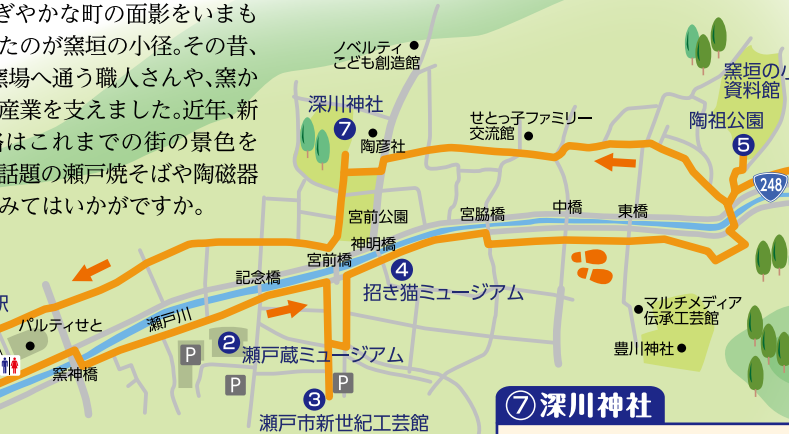 ぎやかな町の面影をいまも
たのが窯垣の小径。その昔、
窯場へ通う職人さんや、窯か
産業を支えました。近年、新
路はこれまでの街の景色を
話題の瀬戸焼そばや陶磁器
みてはいかがですか。
ノベルティ
こども創造館
窯垣の小
資料館
深川神社
7
陶彦社
せとっ子ファミリー
交流館
陶祖公園
5
248
宮前公園
宮脇橋
中橋
東橋
神明橋
宮前橋
4
招き猫ミュージアム
記念橋
駅
パルティせと
瀬戸川
マルチメディア
伝承工芸館
豊川神社
2
瀬戸蔵ミュージアム
P
P
P
窯神橋
3
瀬戸市新世紀工芸館
⑦深川神社